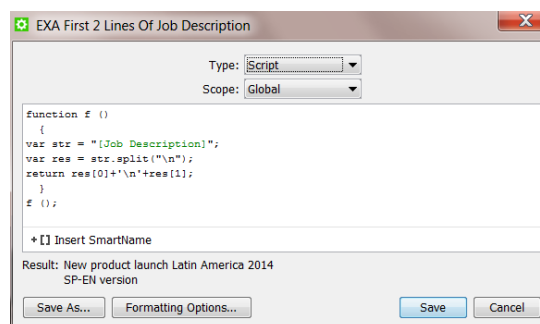 EXA First 2 Lines Of Job Description
Type: Script
Scope: Global
function f ()
{
var str = "[Job Description]";
var res = str.split("\n");
return res[0]+'\n'+res[1];
}
f ();
+[] Insert SmartName
Result: New product launch Latin America 2014
SP-EN version
Save As... Formatting Options... Save Cancel